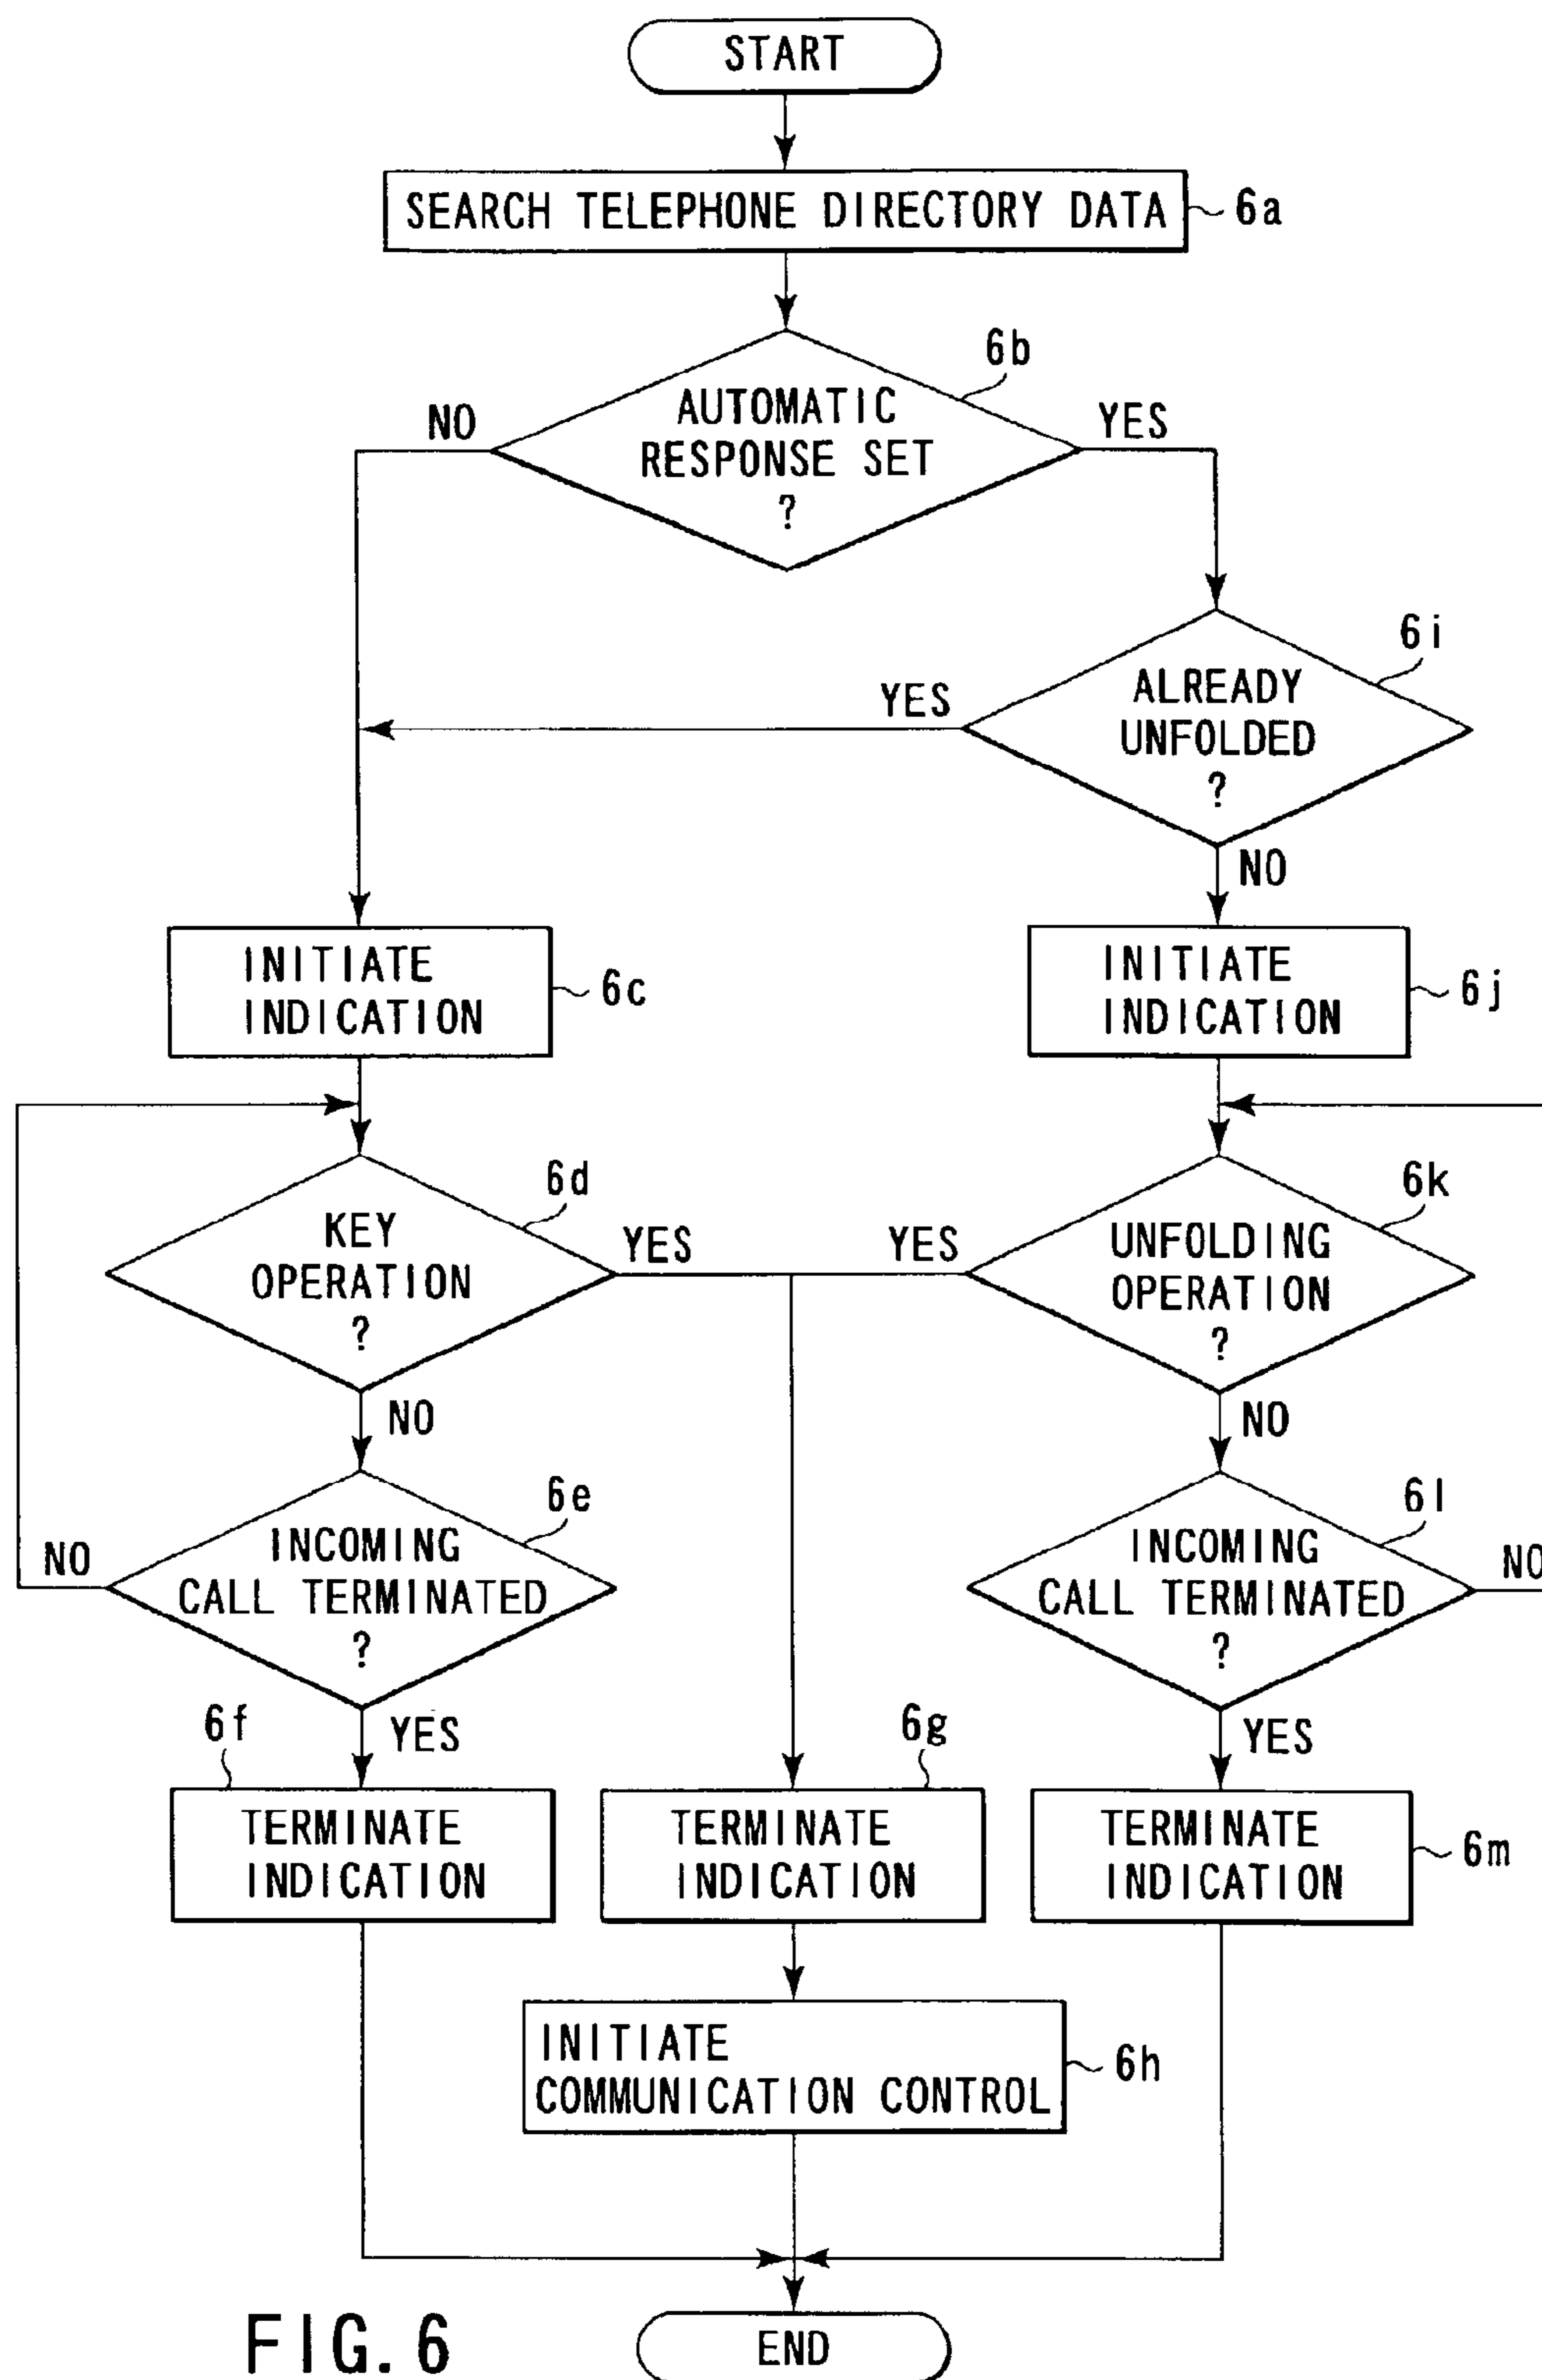 START
SEARCH TELEPHONE DIRECTORY DATA
6a
6b
AUTOMATIC
RESPONSE SET
?
NO
YES
6i
ALREADY
UNFOLDED
?
YES
NO
INITIATE
INDICATION
6c
INITIATE
INDICATION
6j
6d
KEY
OPERATION
?
YES
NO
6k
UNFOLDING
OPERATION
?
YES
NO
6e
INCOMING
CALL TERMINATED
?
NO
YES
6l
INCOMING
CALL TERMINATED
?
NO
YES
6f
TERMINATE
INDICATION
6g
TERMINATE
INDICATION
TERMINATE
INDICATION
6m
INITIATE
COMMUNICATION CONTROL
6h
END
FIG. 6